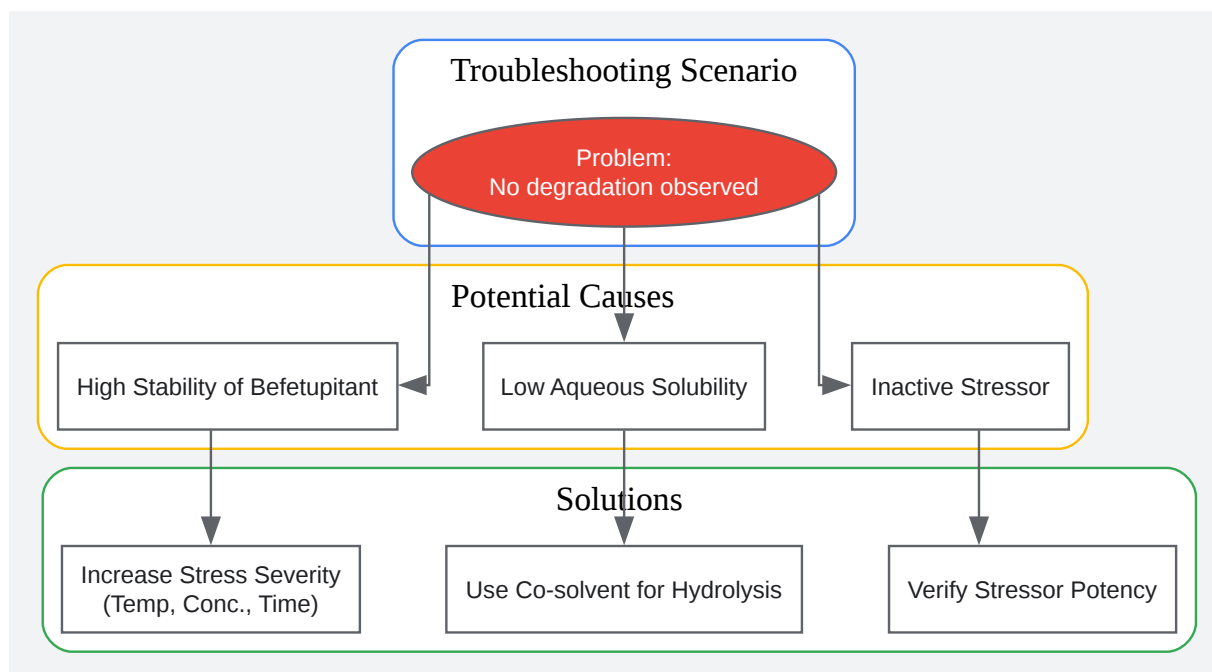 Troubleshooting Scenario
Problem:
No degradation observed
Potential Causes
High Stability of Befetupitant
Low Aqueous Solubility
Inactive Stressor
Solutions
Increase Stress Severity
(Temp, Conc., Time)
Use Co-solvent for Hydrolysis
Verify Stressor Potency